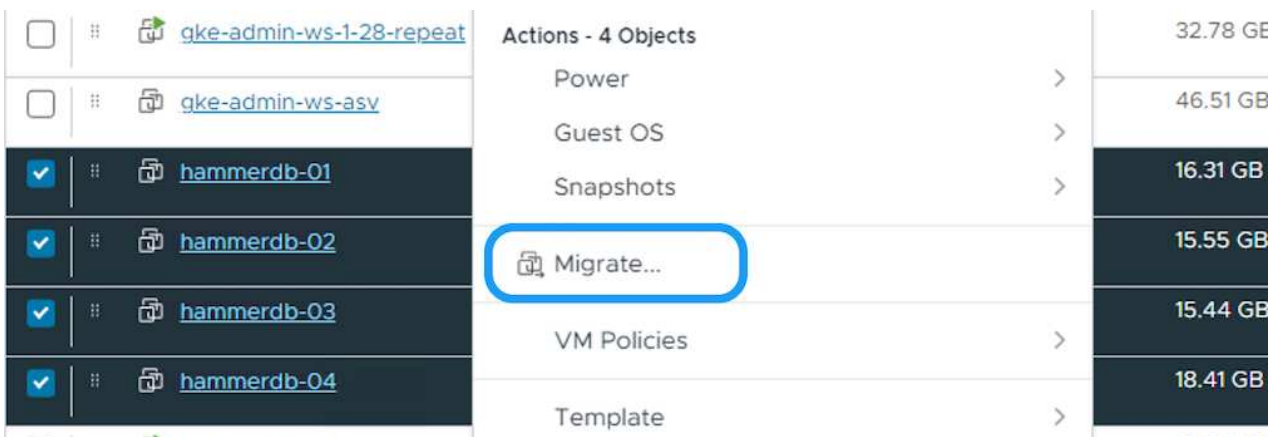 gke-admin-ws-1-28-repeat
gke-admin-ws-asv
hammerdb-01
hammerdb-02
hammerdb-03
hammerdb-04
Actions - 4 Objects
Power
Guest OS
Snapshots
Migrate...
VM Policies
Template
32.78 GB
46.51 GB
16.31 GB
15.55 GB
15.44 GB
18.41 GB